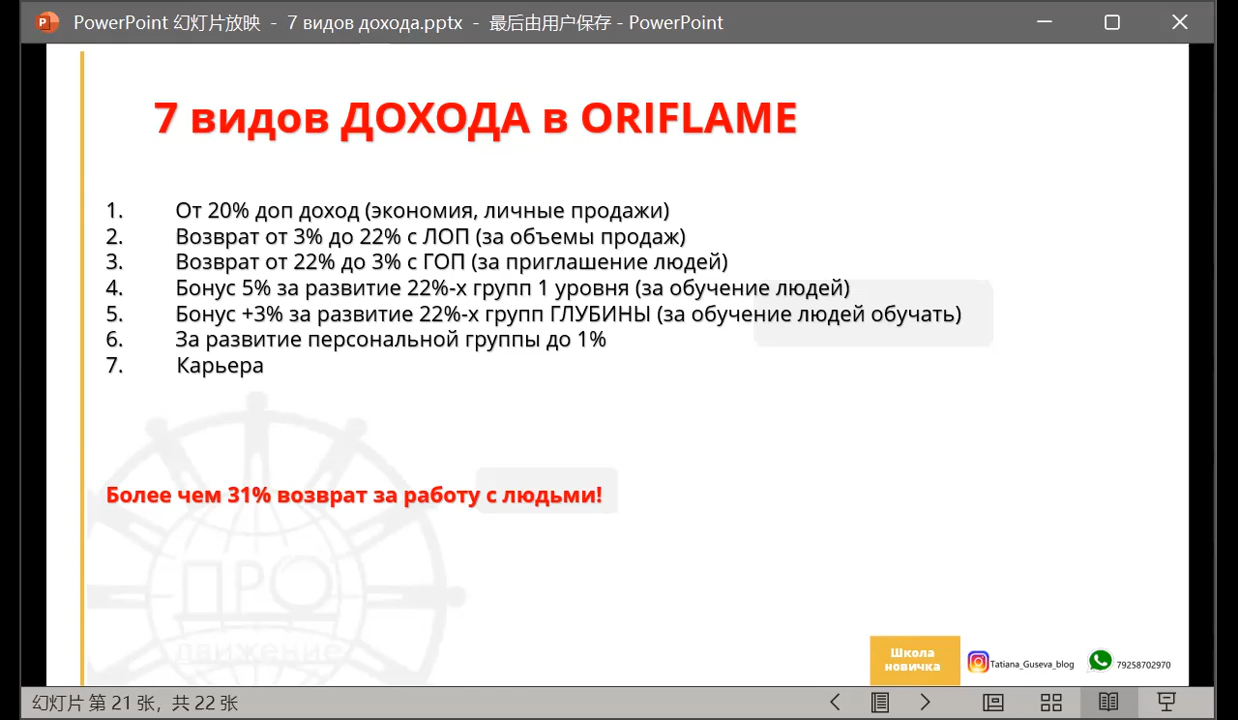 PowerPoint 幻灯片放映 - 7 видов дохода.pptx - 最后由用户保存 - PowerPoint
7 видов ДОХОДА в ORIFLAME
1. От 20% доп доход (экономия, личные продажи)
2. Возврат от 3% до 22% с ЛОП (за объемы продаж)
3. Возврат от 22% до 3% с ГОП (за приглашение людей)
4. Бонус 5% за развитие 22%-х групп 1 уровня (за обучение людей)
5. Бонус +3% за развитие 22%-х групп ГЛУБИНЫ (за обучение людей обучать)
6. За развитие персональной группы до 1%
7. Карьера
Более чем 31% возврат за работу с людьми!
ПРО
движение
Школа
новичка
Tatiana_Guseva_blog
79258702970
幻灯片 第 21 张，共 22 张